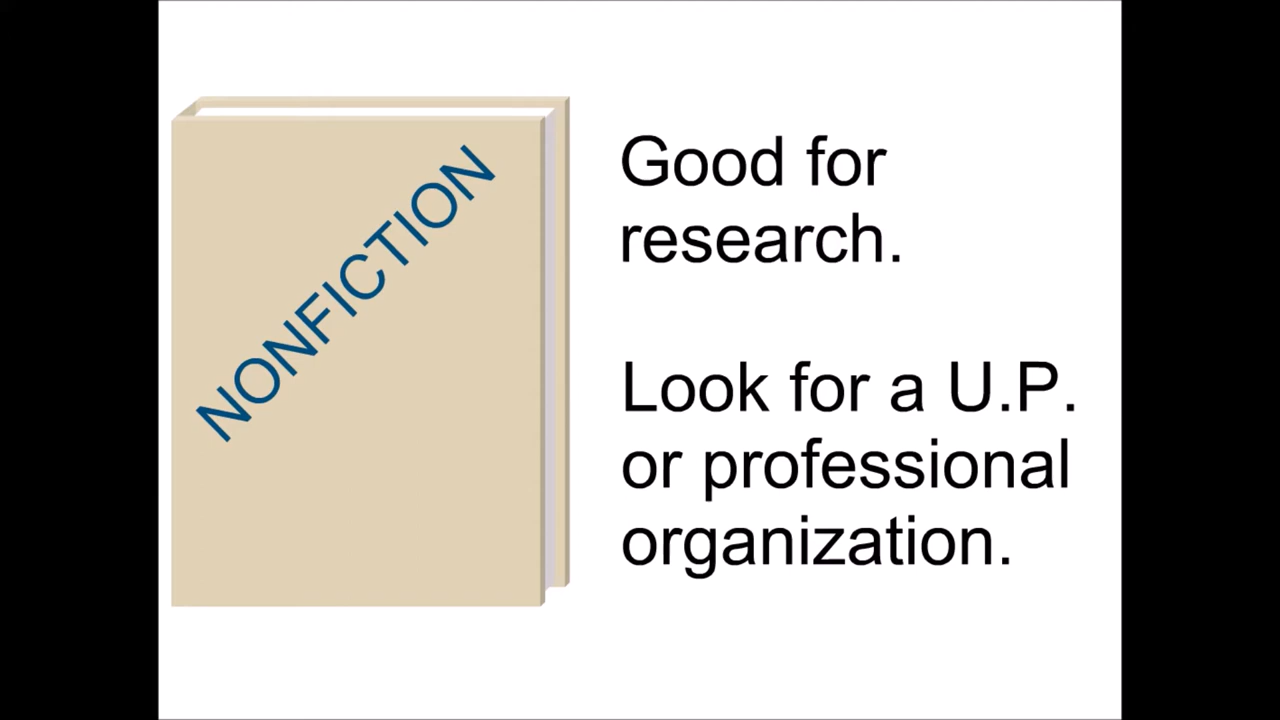 NONFICTION
Good for
research.
Look for a U.P.
or professional
organization.